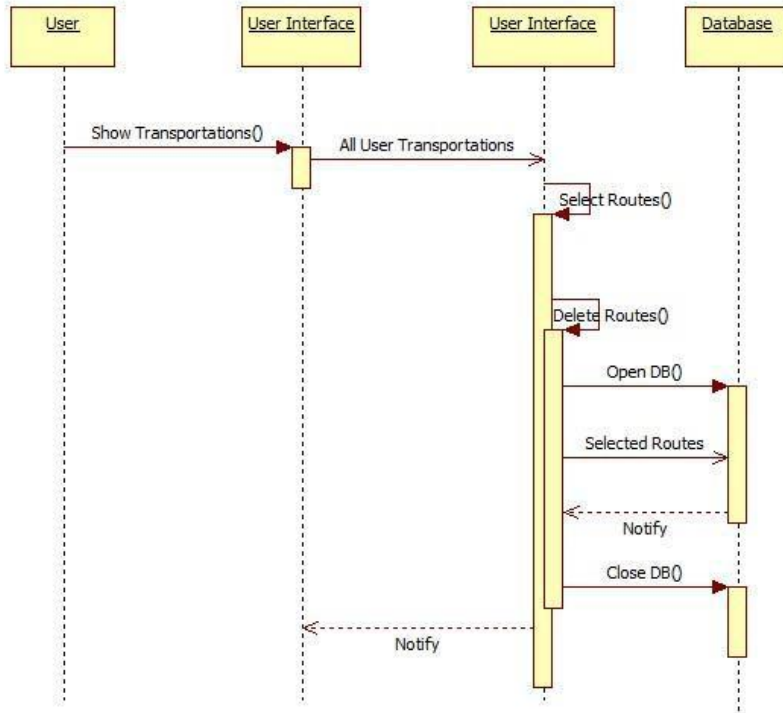 User
User Interface
User Interface
Database
Show Transportations()
All User Transportations
Select Routes()
Delete Routes()
Open DB()
Selected Routes
Notify
Close DB()
Notify